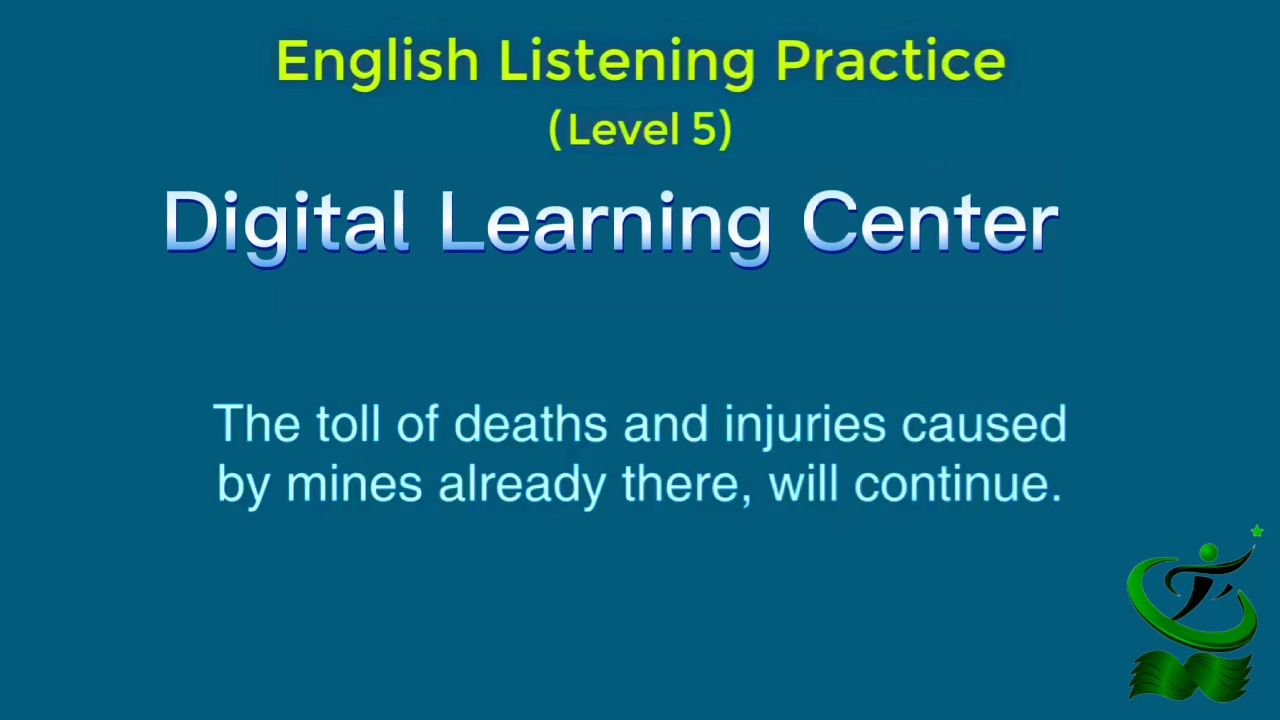 English Listening Practice
(Level 5)
Digital Learning Center
The toll of deaths and injuries caused
by mines already there, will continue.